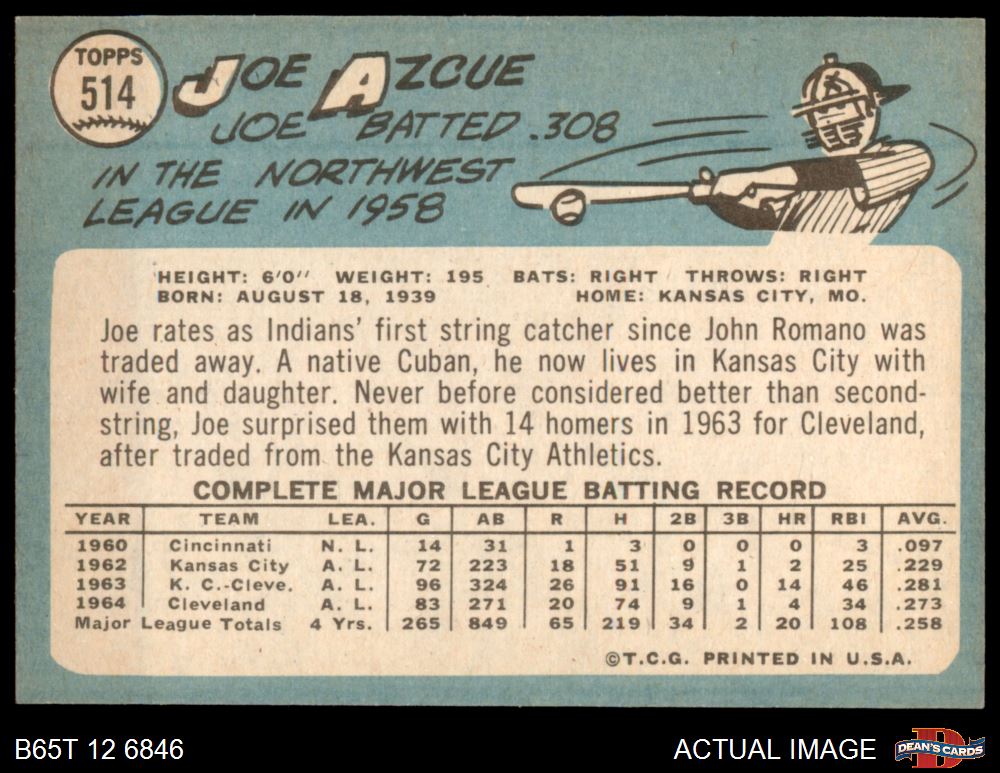 TOPPS
514
JOE AZCUE
JOE BATTED .308
IN THE NORTHWEST
LEAGUE IN 1958
HEIGHT: 6'0" WEIGHT: 195 BATS: RIGHT THROWS: RIGHT
BORN: AUGUST 18, 1939 HOME: KANSAS CITY, MO.
Joe rates as Indians' first string catcher since John Romano was
traded away. A native Cuban, he now lives in Kansas City with
wife and daughter. Never before considered better than second-
string, Joe surprised them with 14 homers in 1963 for Cleveland,
after traded from the Kansas City Athletics.
COMPLETE MAJOR LEAGUE BATTING RECORD
YEAR TEAM LEA. G AB R H 2B 3B HR RBI AVG.
1960 Cincinnati N. L. 14 31 1 3 0 0 0 3 .097
1962 Kansas City A. L. 72 223 18 51 9 1 2 25 .229
1963 K. C.-Cleve. A. L. 96 324 26 91 16 0 14 46 .281
1964 Cleveland A. L. 83 271 20 74 9 1 4 34 .273
Major League Totals 4 Yrs. 265 849 65 219 34 2 20 108 .258
©T.C.G. PRINTED IN U.S.A.
B65T 12 6846 ACTUAL IMAGE D DEAN'S CARDS